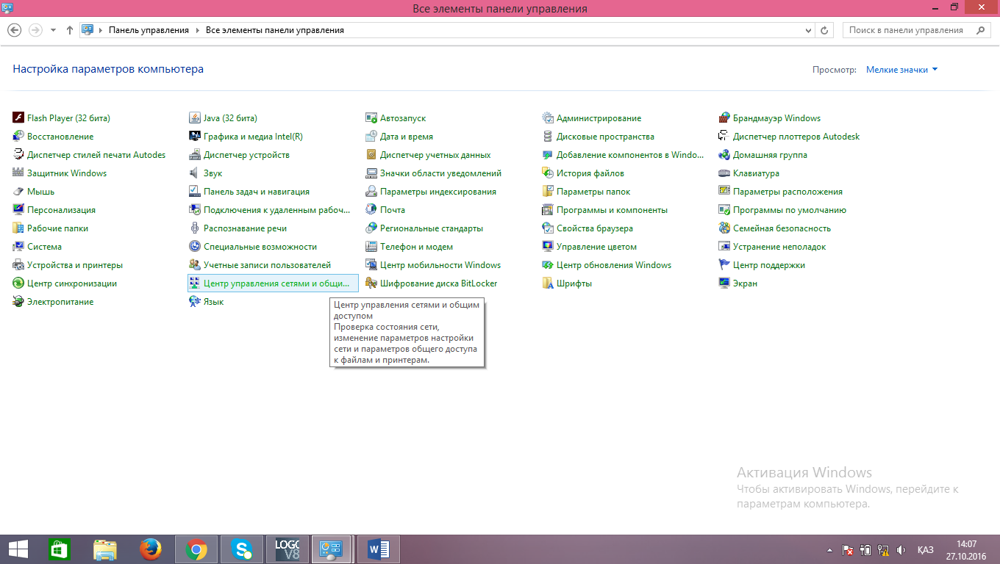 Все элементы панели управления
Панель управления Все элементы панели управления
Поиск в панели управления
Настройка параметров компьютера
Просмотр: Мелкие значки
Flash Player (32 бита)
Java (32 бита)
Автозапуск
Администрирование
Брандмауэр Windows
Восстановление
Графика и медиа Intel(R)
Дата и время
Дисковые пространства
Диспетчер плоттеров Autodesk
Диспетчер стилей печати Autodes
Диспетчер устройств
Диспетчер учетных данных
Добавление компонентов в Windo...
Домашняя группа
Защитник Windows
Звук
Значки области уведомлений
История файлов
Клавиатура
Мышь
Панель задач и навигация
Параметры индексирования
Параметры папок
Параметры расположения
Персонализация
Подключения к удаленным рабоч...
Почта
Программы и компоненты
Программы по умолчанию
Рабочие папки
Распознавание речи
Региональные стандарты
Свойства браузера
Семейная безопасность
Система
Специальные возможности
Телефон и модем
Управление цветом
Устранение неполадок
Устройства и принтеры
Учетные записи пользователей
Центр мобильности Windows
Центр обновления Windows
Центр поддержки
Центр синхронизации
Центр управления сетями и общи...
Шифрование диска BitLocker
Шрифты
Экран
Электропитание
Язык
Центр управления сетями и общим
доступом
Проверка состояния сети,
изменение параметров настройки
сети и параметров общего доступа
к файлам и принтерам.
Активация Windows
Чтобы активировать Windows, перейдите к
параметрам компьютера.
LOGO
V8
ҚАЗ
14:07
27.10.2016